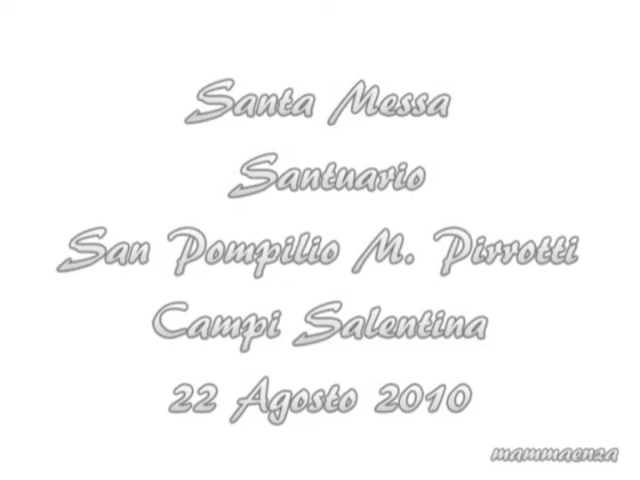 Santa Messa
Santuario
San Pompilio M. Pirrotti
Campi Salentina
22 Agosto 2010
mammaenza